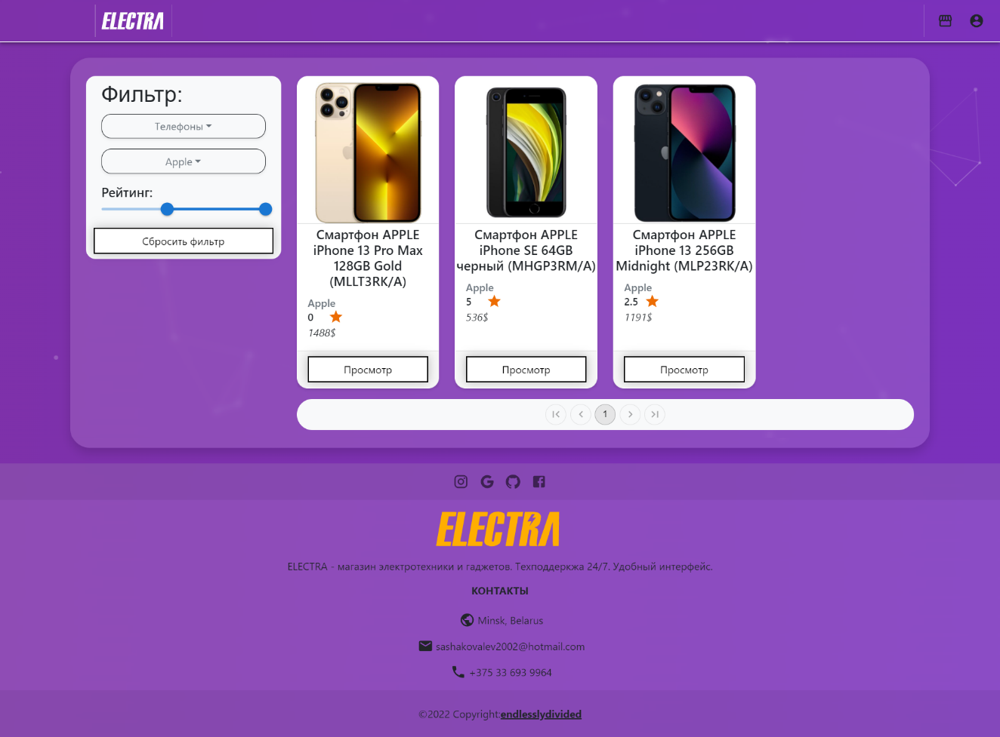 ELECTRA
Фильтр:
Телефоны
Apple
Рейтинг:
Сбросить фильтр
Смартфон APPLE
iPhone 13 Pro Max
128GB Gold
(MLLT3RK/A)
Apple
0
1488$
Просмотр
Смартфон APPLE
iPhone SE 64GB
черный (MHGP3RM/A)
Apple
5
536$
Просмотр
Смартфон APPLE
iPhone 13 256GB
Midnight (MLP23RK/A)
Apple
2.5
1191$
Просмотр
1
ELECTRA
ELECTRA - магазин электротехники и гаджетов. Техподдеркжа 24/7. Удобный интерфейс.
КОНТАКТЫ
Minsk, Belarus
sashakovalev2002@hotmail.com
+375 33 693 9964
©2022 Copyright:endlesslydivided